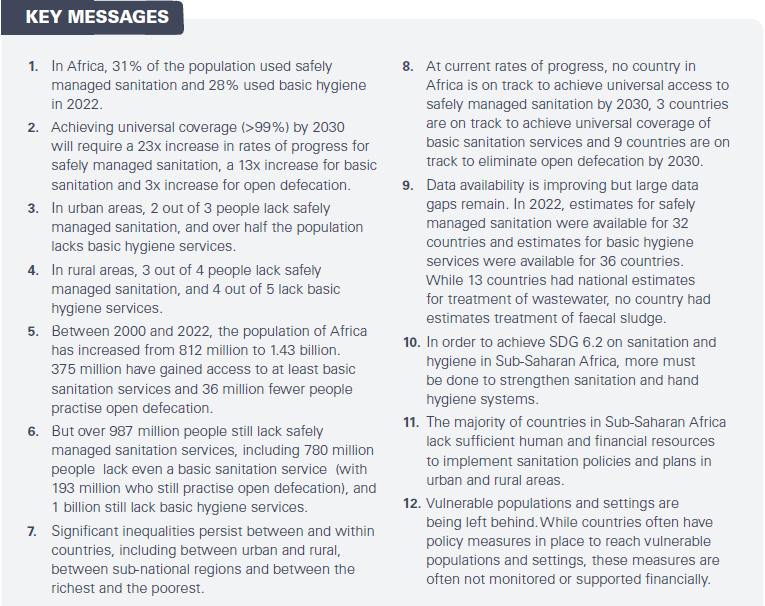 KEY MESSAGES
1. In Africa, 31% of the population used safely
managed sanitation and 28% used basic hygiene
in 2022.
2. Achieving universal coverage (>99%) by 2030
will require a 23x increase in rates of progress for
safely managed sanitation, a 13x increase for basic
sanitation and 3x increase for open defecation.
3. In urban areas, 2 out of 3 people lack safely
managed sanitation, and over half the population
lacks basic hygiene services.
4. In rural areas, 3 out of 4 people lack safely
managed sanitation, and 4 out of 5 lack basic
hygiene services.
5. Between 2000 and 2022, the population of Africa
has increased from 812 million to 1.43 billion.
375 million have gained access to at least basic
sanitation services and 36 million fewer people
practise open defecation.
6. But over 987 million people still lack safely
managed sanitation services, including 780 million
people lack even a basic sanitation service (with
193 million who still practise open defecation), and
1 billion still lack basic hygiene services.
7. Significant inequalities persist between and within
countries, including between urban and rural,
between sub-national regions and between the
richest and the poorest.
8. At current rates of progress, no country in
Africa is on track to achieve universal access to
safely managed sanitation by 2030, 3 countries
are on track to achieve universal coverage of
basic sanitation services and 9 countries are on
track to eliminate open defecation by 2030.
9. Data availability is improving but large data
gaps remain. In 2022, estimates for safely
managed sanitation were available for 32
countries and estimates for basic hygiene
services were available for 36 countries.
While 13 countries had national estimates
for treatment of wastewater, no country had
estimates treatment of faecal sludge.
10. In order to achieve SDG 6.2 on sanitation and
hygiene in Sub-Saharan Africa, more must
be done to strengthen sanitation and hand
hygiene systems.
11. The majority of countries in Sub-Saharan Africa
lack sufficient human and financial resources
to implement sanitation policies and plans in
urban and rural areas.
12. Vulnerable populations and settings are
being left behind. While countries often have
policy measures in place to reach vulnerable
populations and settings, these measures are
often not monitored or supported financially.